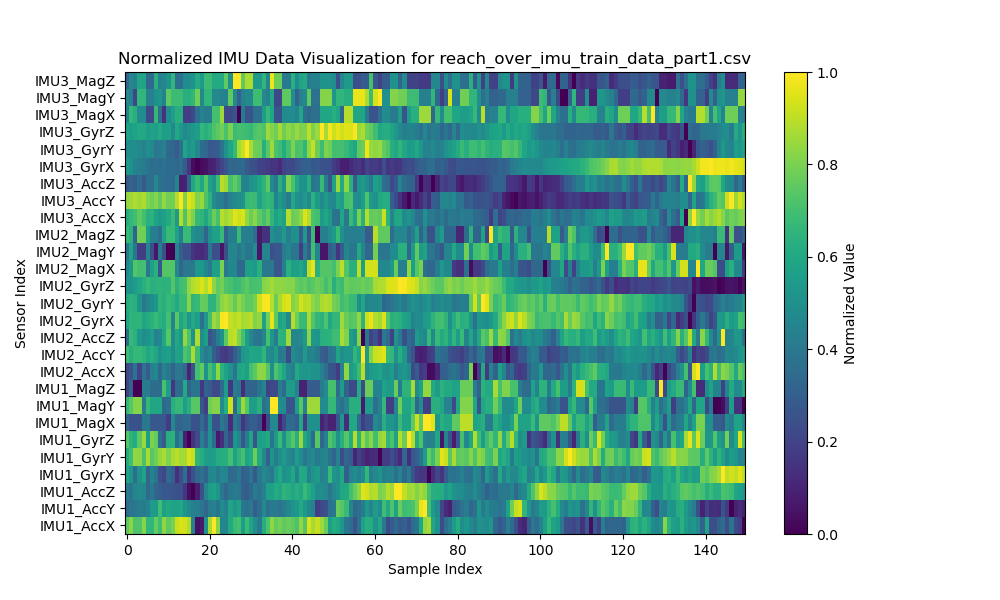 Normalized IMU Data Visualization for reach_over_imu_train_data_part1.csv
IMU3_MagZ
IMU3_MagY
IMU3_MagX
IMU3_GyrZ
IMU3_GyrY
IMU3_GyrX
IMU3_AccZ
IMU3_AccY
IMU3_AccX
IMU2_MagZ
IMU2_MagY
IMU2_MagX
IMU2_GyrZ
IMU2_GyrY
IMU2_GyrX
IMU2_AccZ
IMU2_AccY
IMU2_AccX
IMU1_MagZ
IMU1_MagY
IMU1_MagX
IMU1_GyrZ
IMU1_GyrY
IMU1_GyrX
IMU1_AccZ
IMU1_AccY
IMU1_AccX
Sensor Index
0 20 40 60 80 100 120 140
Sample Index
1.0
0.8
0.6
0.4
0.2
0.0
Normalized Value